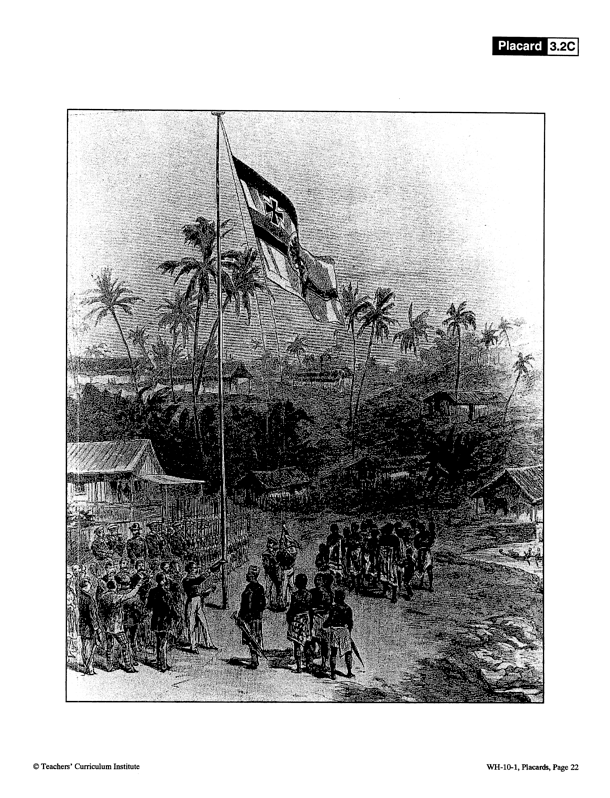 Placard 3.2C
© Teachers' Curriculum Institute
WH-10-1, Placards, Page 22